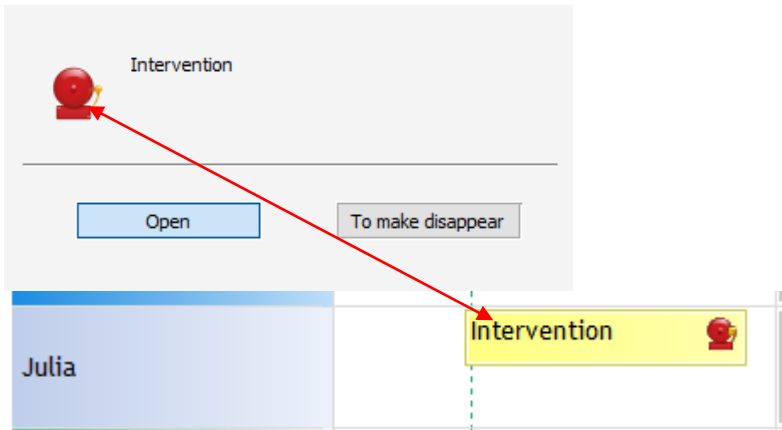 Intervention
Open
To make disappear
Intervention
Julia